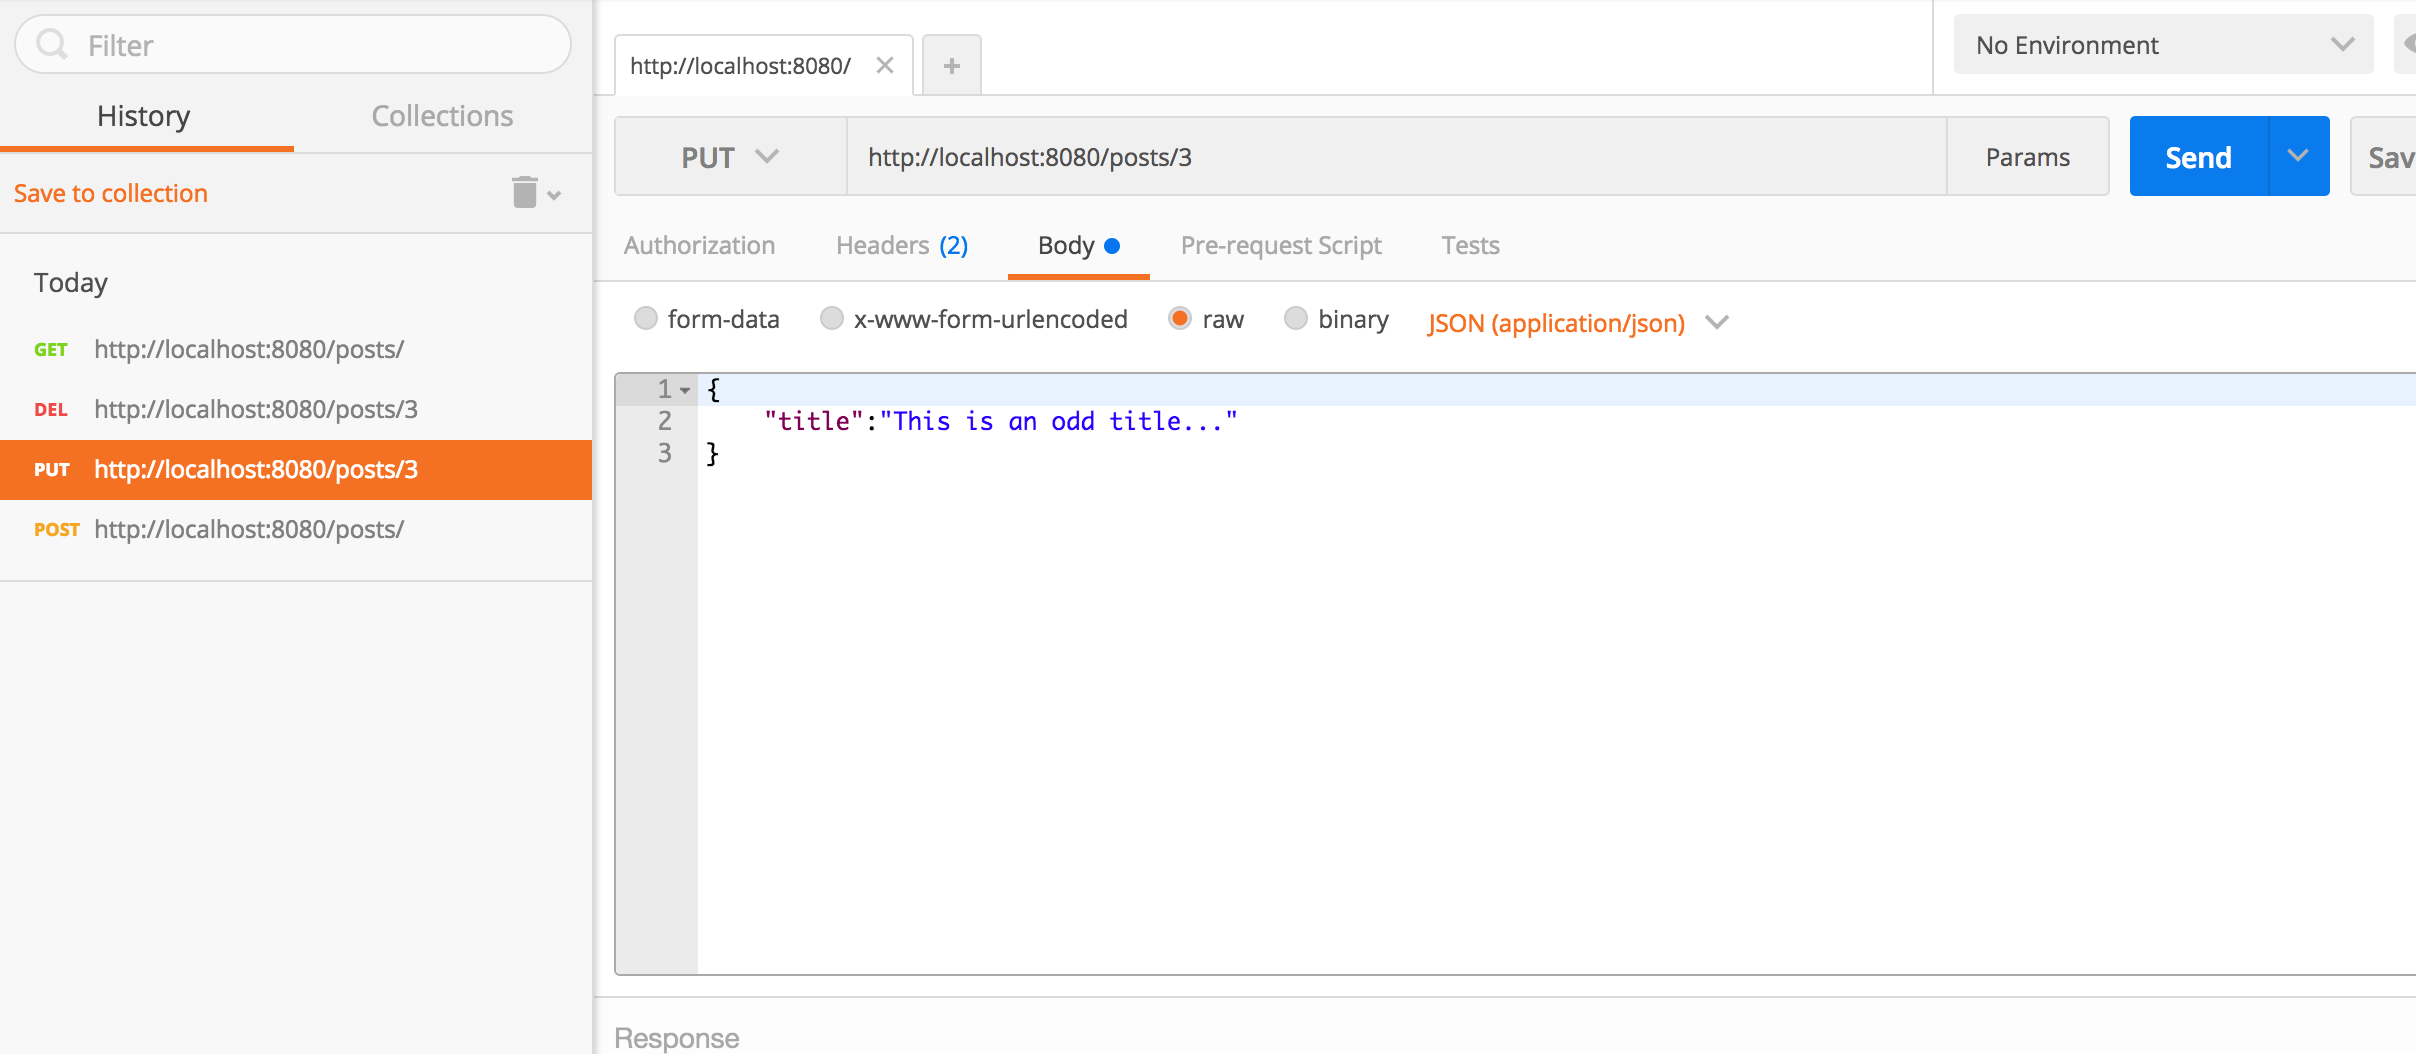 Filter
History Collections
Save to collection
Today
GET http://localhost:8080/posts/
DEL http://localhost:8080/posts/3
PUT http://localhost:8080/posts/3
POST http://localhost:8080/posts/
http://localhost:8080/
No Environment
PUT http://localhost:8080/posts/3 Params Send Sav
Authorization Headers (2) Body Pre-request Script Tests
form-data x-www-form-urlencoded raw binary JSON (application/json)
1 {
2 "title":"This is an odd title..."
3 }
Response